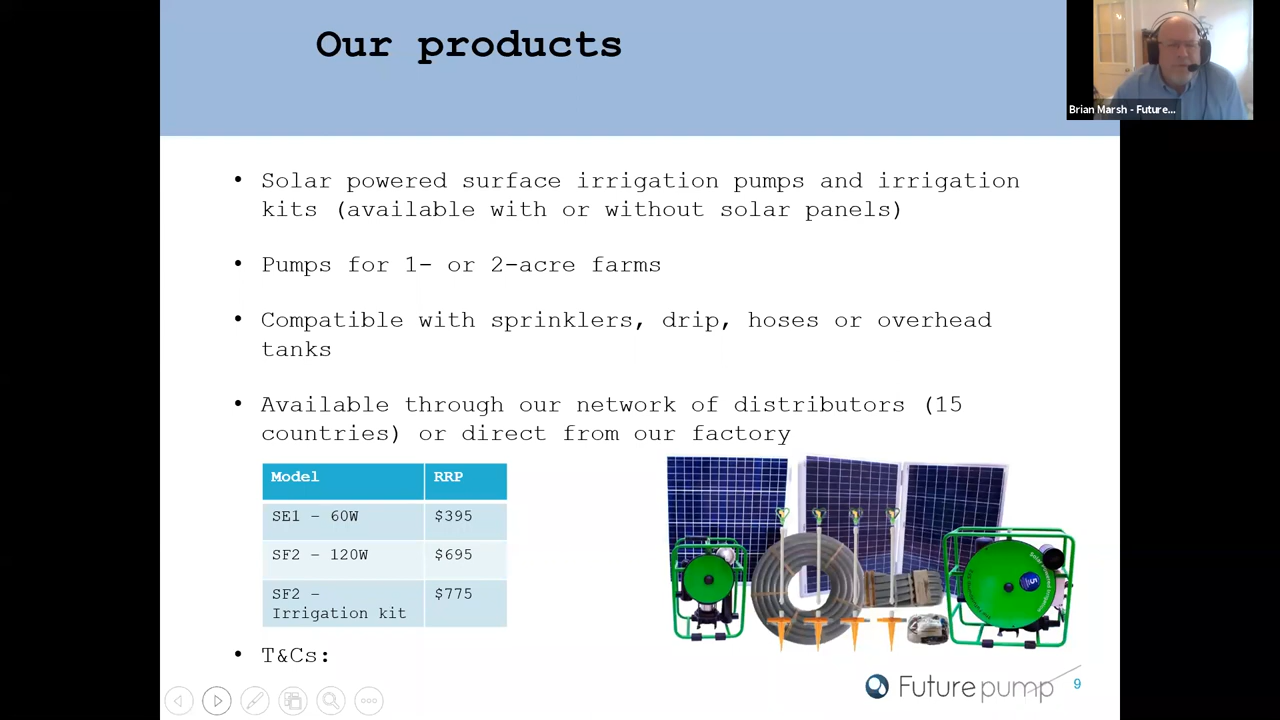 Our products
Brian Marsh - Future...
• Solar powered surface irrigation pumps and irrigation
kits (available with or without solar panels)
• Pumps for 1- or 2-acre farms
• Compatible with sprinklers, drip, hoses or overhead
tanks
• Available through our network of distributors (15
countries) or direct from our factory
Model RRP
SE1 – 60W $395
SF2 – 120W $695
SF2 –
Irrigation kit $775
• T&Cs:
Futurepump 9